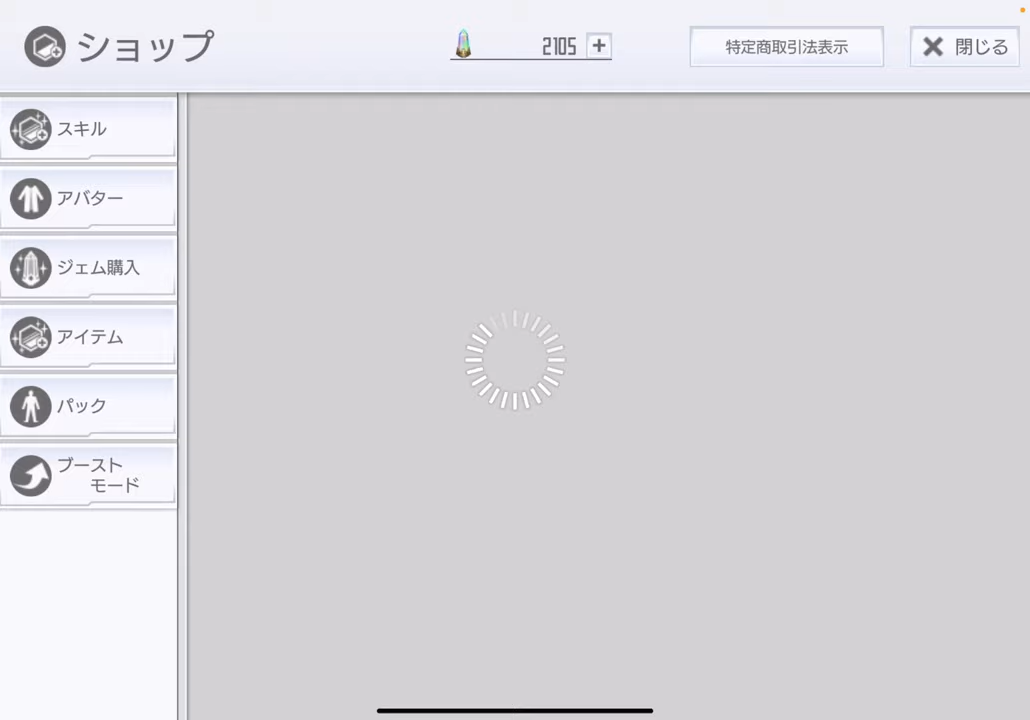 ショップ
2105
特定商取引法表示
閉じる
スキル
アバター
ジェム購入
アイテム
パック
ブースト
モード